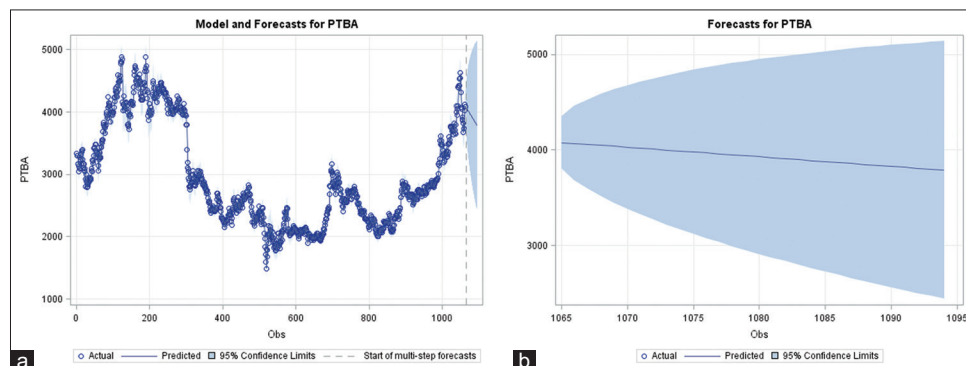 Model and Forecasts for PTBA
5000
4000
3000
2000
1000
PTBA
0 200 400 600 800 1000
Obs
Actual Predicted 95% Confidence Limits Start of multi-step forecasts
a
Forecasts for PTBA
5000
4000
3000
PTBA
1065 1070 1075 1080 1085 1090 1095
Obs
Predicted 95% Confidence Limits
Actual
b